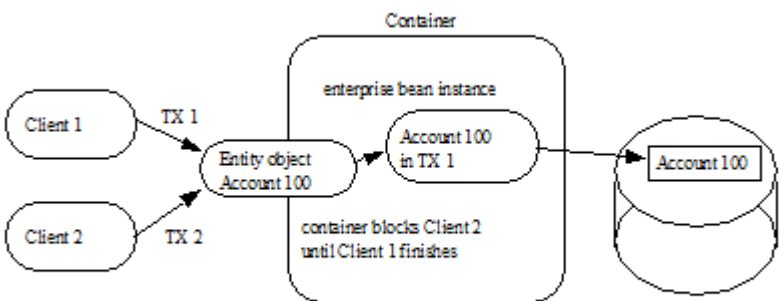 Container
enterprise bean instance
Client 1
TX 1
Entity object
Account 100
Account 100
in TX 1
Account 100
Client 2
TX 2
container blocks Client 2
until Client 1 finishes